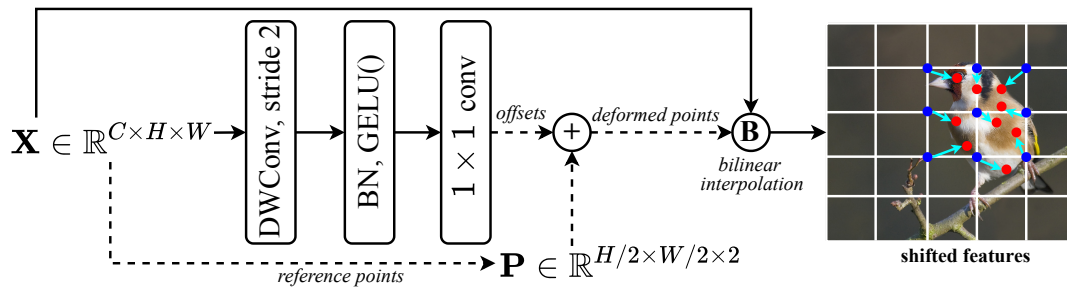 X ∈ ℝ^{C×H×W}
DWConv, stride 2
BN, GELU()
1 × 1 conv
offsets
+
deformed points
B
bilinear
interpolation
reference points
P ∈ ℝ^{H/2×W/2×2}
shifted features